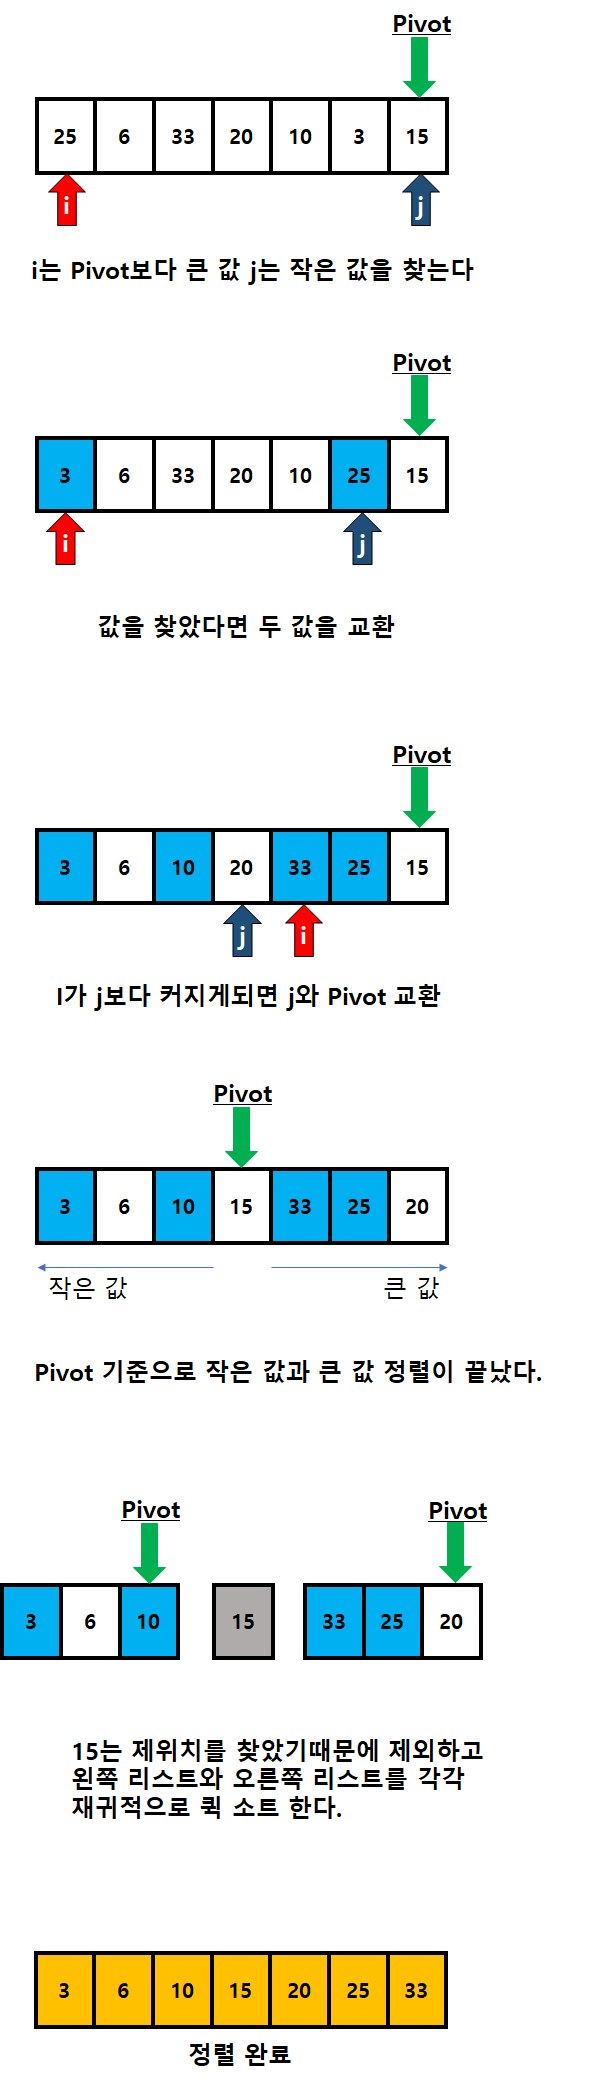 Pivot
25 6 33 20 10 3 15
i j
i는 Pivot보다 큰 값 j는 작은 값을 찾는다
Pivot
3 6 33 20 10 25 15
i j
값을 찾았다면 두 값을 교환
Pivot
3 6 10 20 33 25 15
j i
I가 j보다 커지게되면 j와 Pivot 교환
Pivot
3 6 10 15 33 25 20
작은 값 큰 값
Pivot 기준으로 작은 값과 큰 값 정렬이 끝났다.
Pivot Pivot
3 6 10 15 33 25 20
15는 제위치를 찾았기때문에 제외하고
왼쪽 리스트와 오른쪽 리스트를 각각
재귀적으로 퀵 소트 한다.
3 6 10 15 20 25 33
정렬 완료